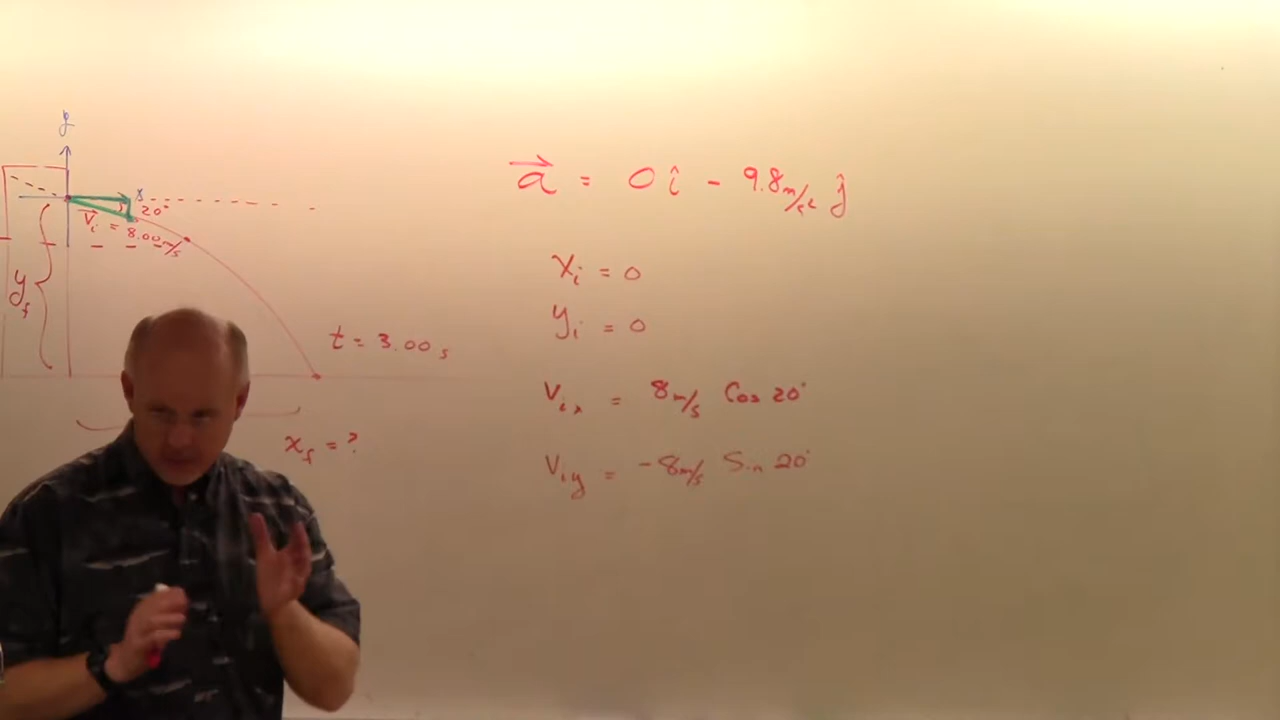 y
x
20°
V⃗i = 8.00 m/s
yf
t = 3.00 s
xf = ?
a⃗ = 0 î - 9.8 m/s² ĵ
xi = 0
yi = 0
Vix = 8 m/s Cos 20°
Viy = -8 m/s Sin 20°